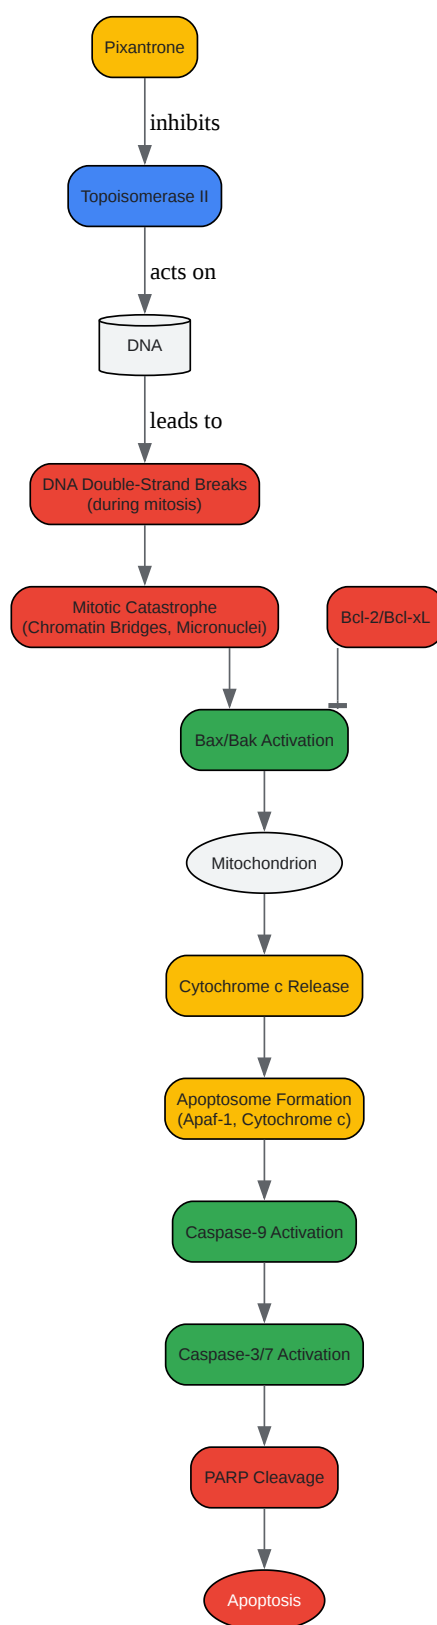 Pixantrone
inhibits
Topoisomerase II
acts on
DNA
leads to
DNA Double-Strand Breaks
(during mitosis)
Mitotic Catastrophe
(Chromatin Bridges, Micronuclei)
Bcl-2/Bcl-xL
Bax/Bak Activation
Mitochondrion
Cytochrome c Release
Apoptosome Formation
(Apaf-1, Cytochrome c)
Caspase-9 Activation
Caspase-3/7 Activation
PARP Cleavage
Apoptosis